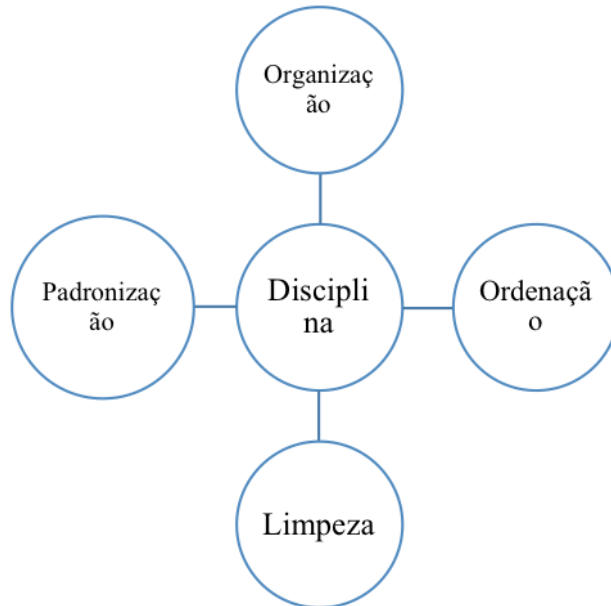 Organizaç
ão
Padronizaç
ão
Discipli
na
Ordenaçã
o
Limpeza